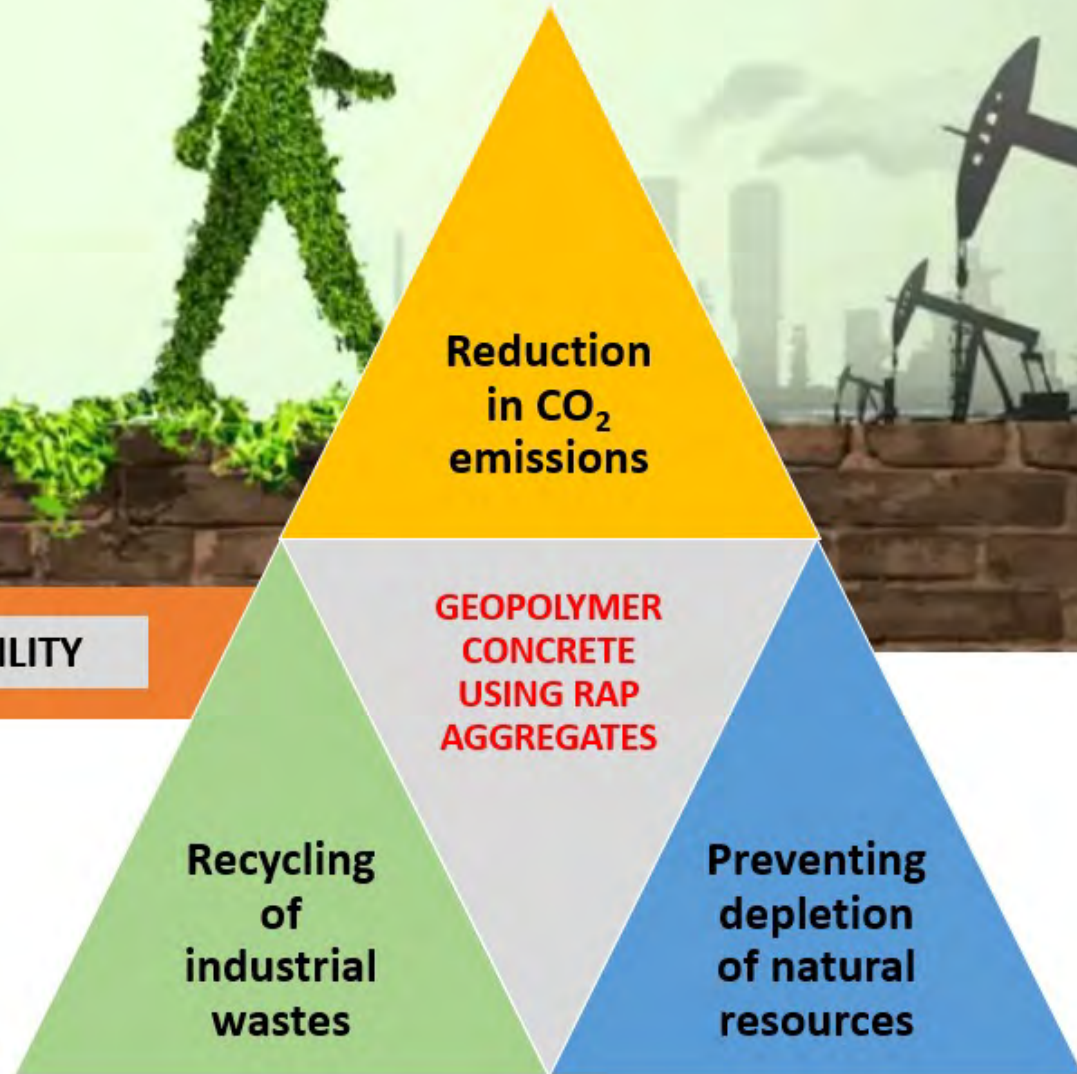 Reduction
in CO₂
emissions
GEOPOLYMER
CONCRETE
USING RAP
AGGREGATES
ILITY
Recycling
of
industrial
wastes
Preventing
depletion
of natural
resources